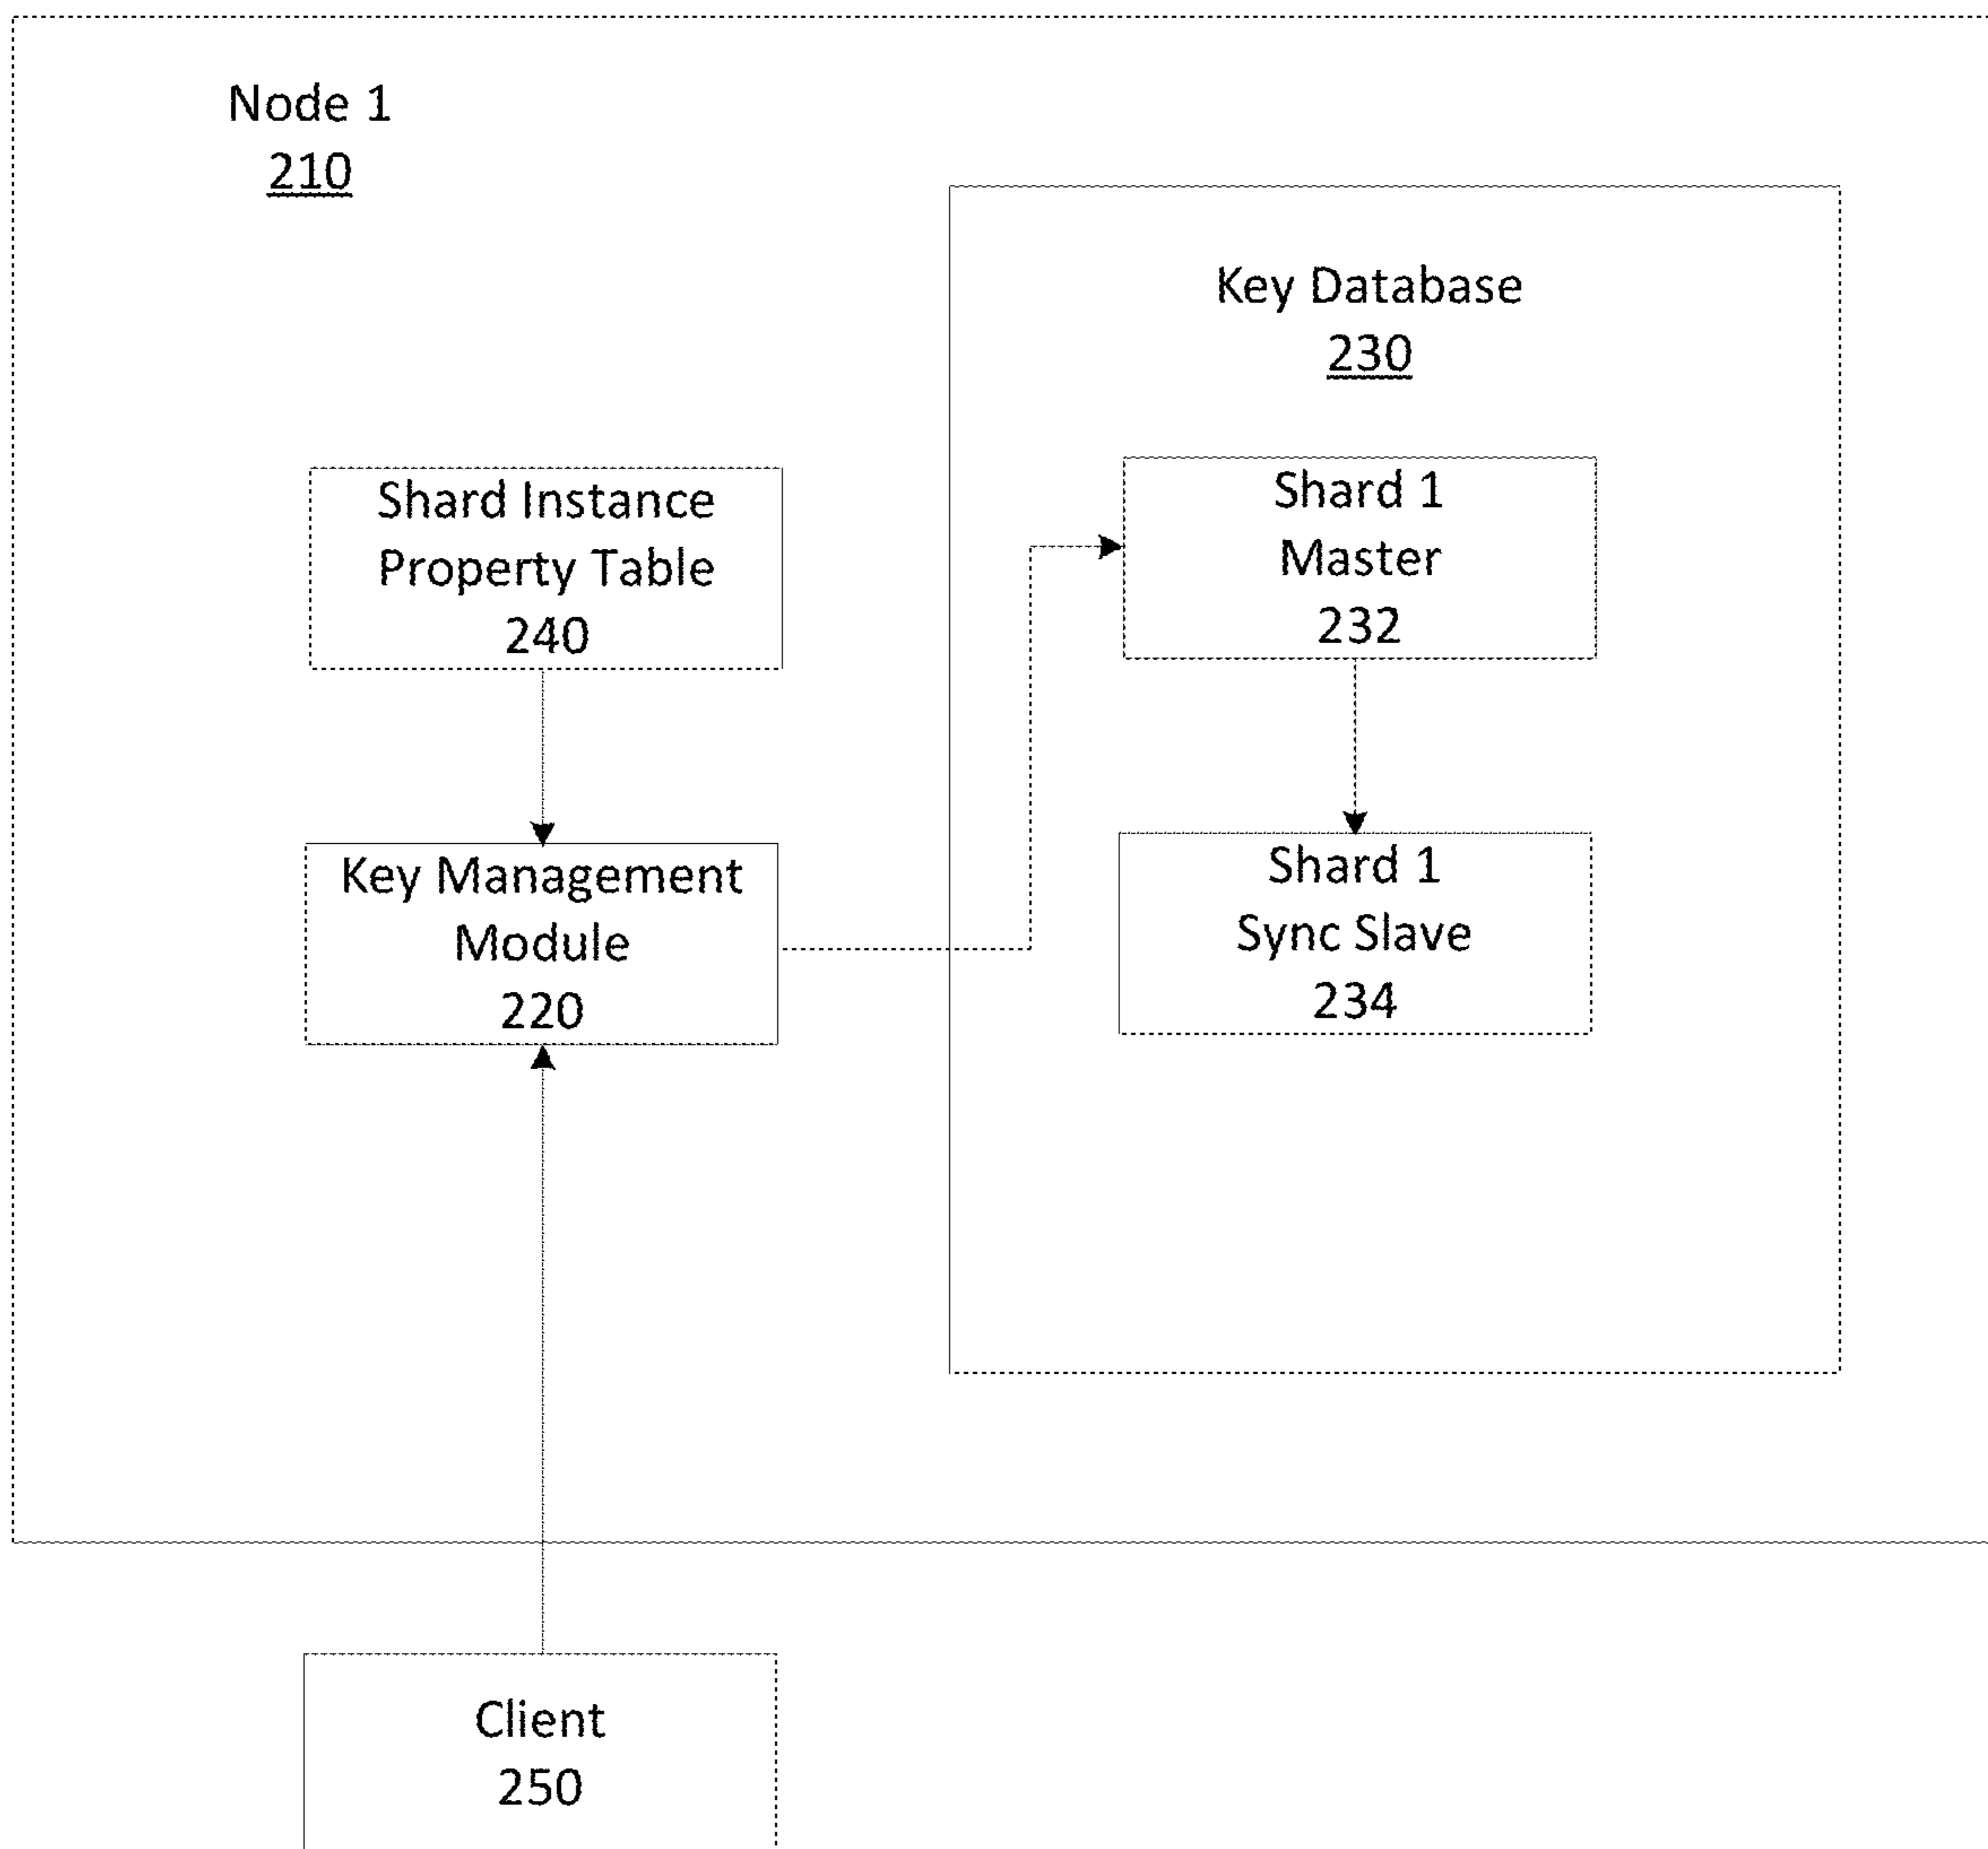 Node 1
210
Key Database
230
Shard Instance
Property Table
240
Shard 1
Master
232
Key Management
Module
220
Shard 1
Sync Slave
234
Client
250